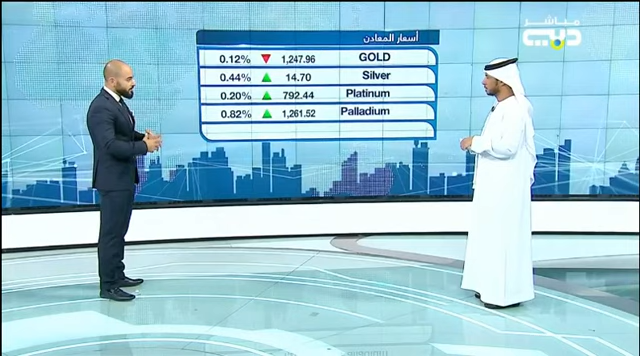 مباشر
دبي
أسعار المعادن
0.12% 1,247.96 GOLD
0.44% 14.70 Silver
0.20% 792.44 Platinum
0.82% 1,261.52 Palladium